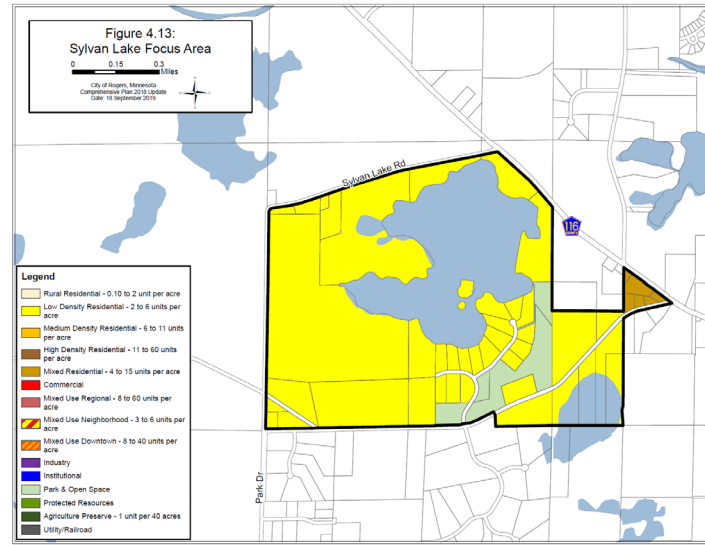 Figure 4.13:
Sylvan Lake Focus Area
0 0.15 0.3
Miles
City of Rogers, Minnesota
Comprehensive Plan 2018 Update
Date: 18 September 2019
Sylvan Lake Rd
116
Park Dr
Legend
Rural Residential - 0.10 to 2 unit per acre
Low Density Residential - 2 to 6 units per
acre
Medium Density Residential - 6 to 11 units
per acre
High Density Residential - 11 to 60 units
per acre
Mixed Residential - 4 to 15 units per acre
Commercial
Mixed Use Regional - 8 to 60 units per
acre
Mixed Use Neighborhood - 3 to 6 units per
acre
Mixed Use Downtown - 8 to 40 units per
acre
Industry
Institutional
Park & Open Space
Protected Resources
Agriculture Preserve - 1 unit per 40 acres
Utility/Railroad